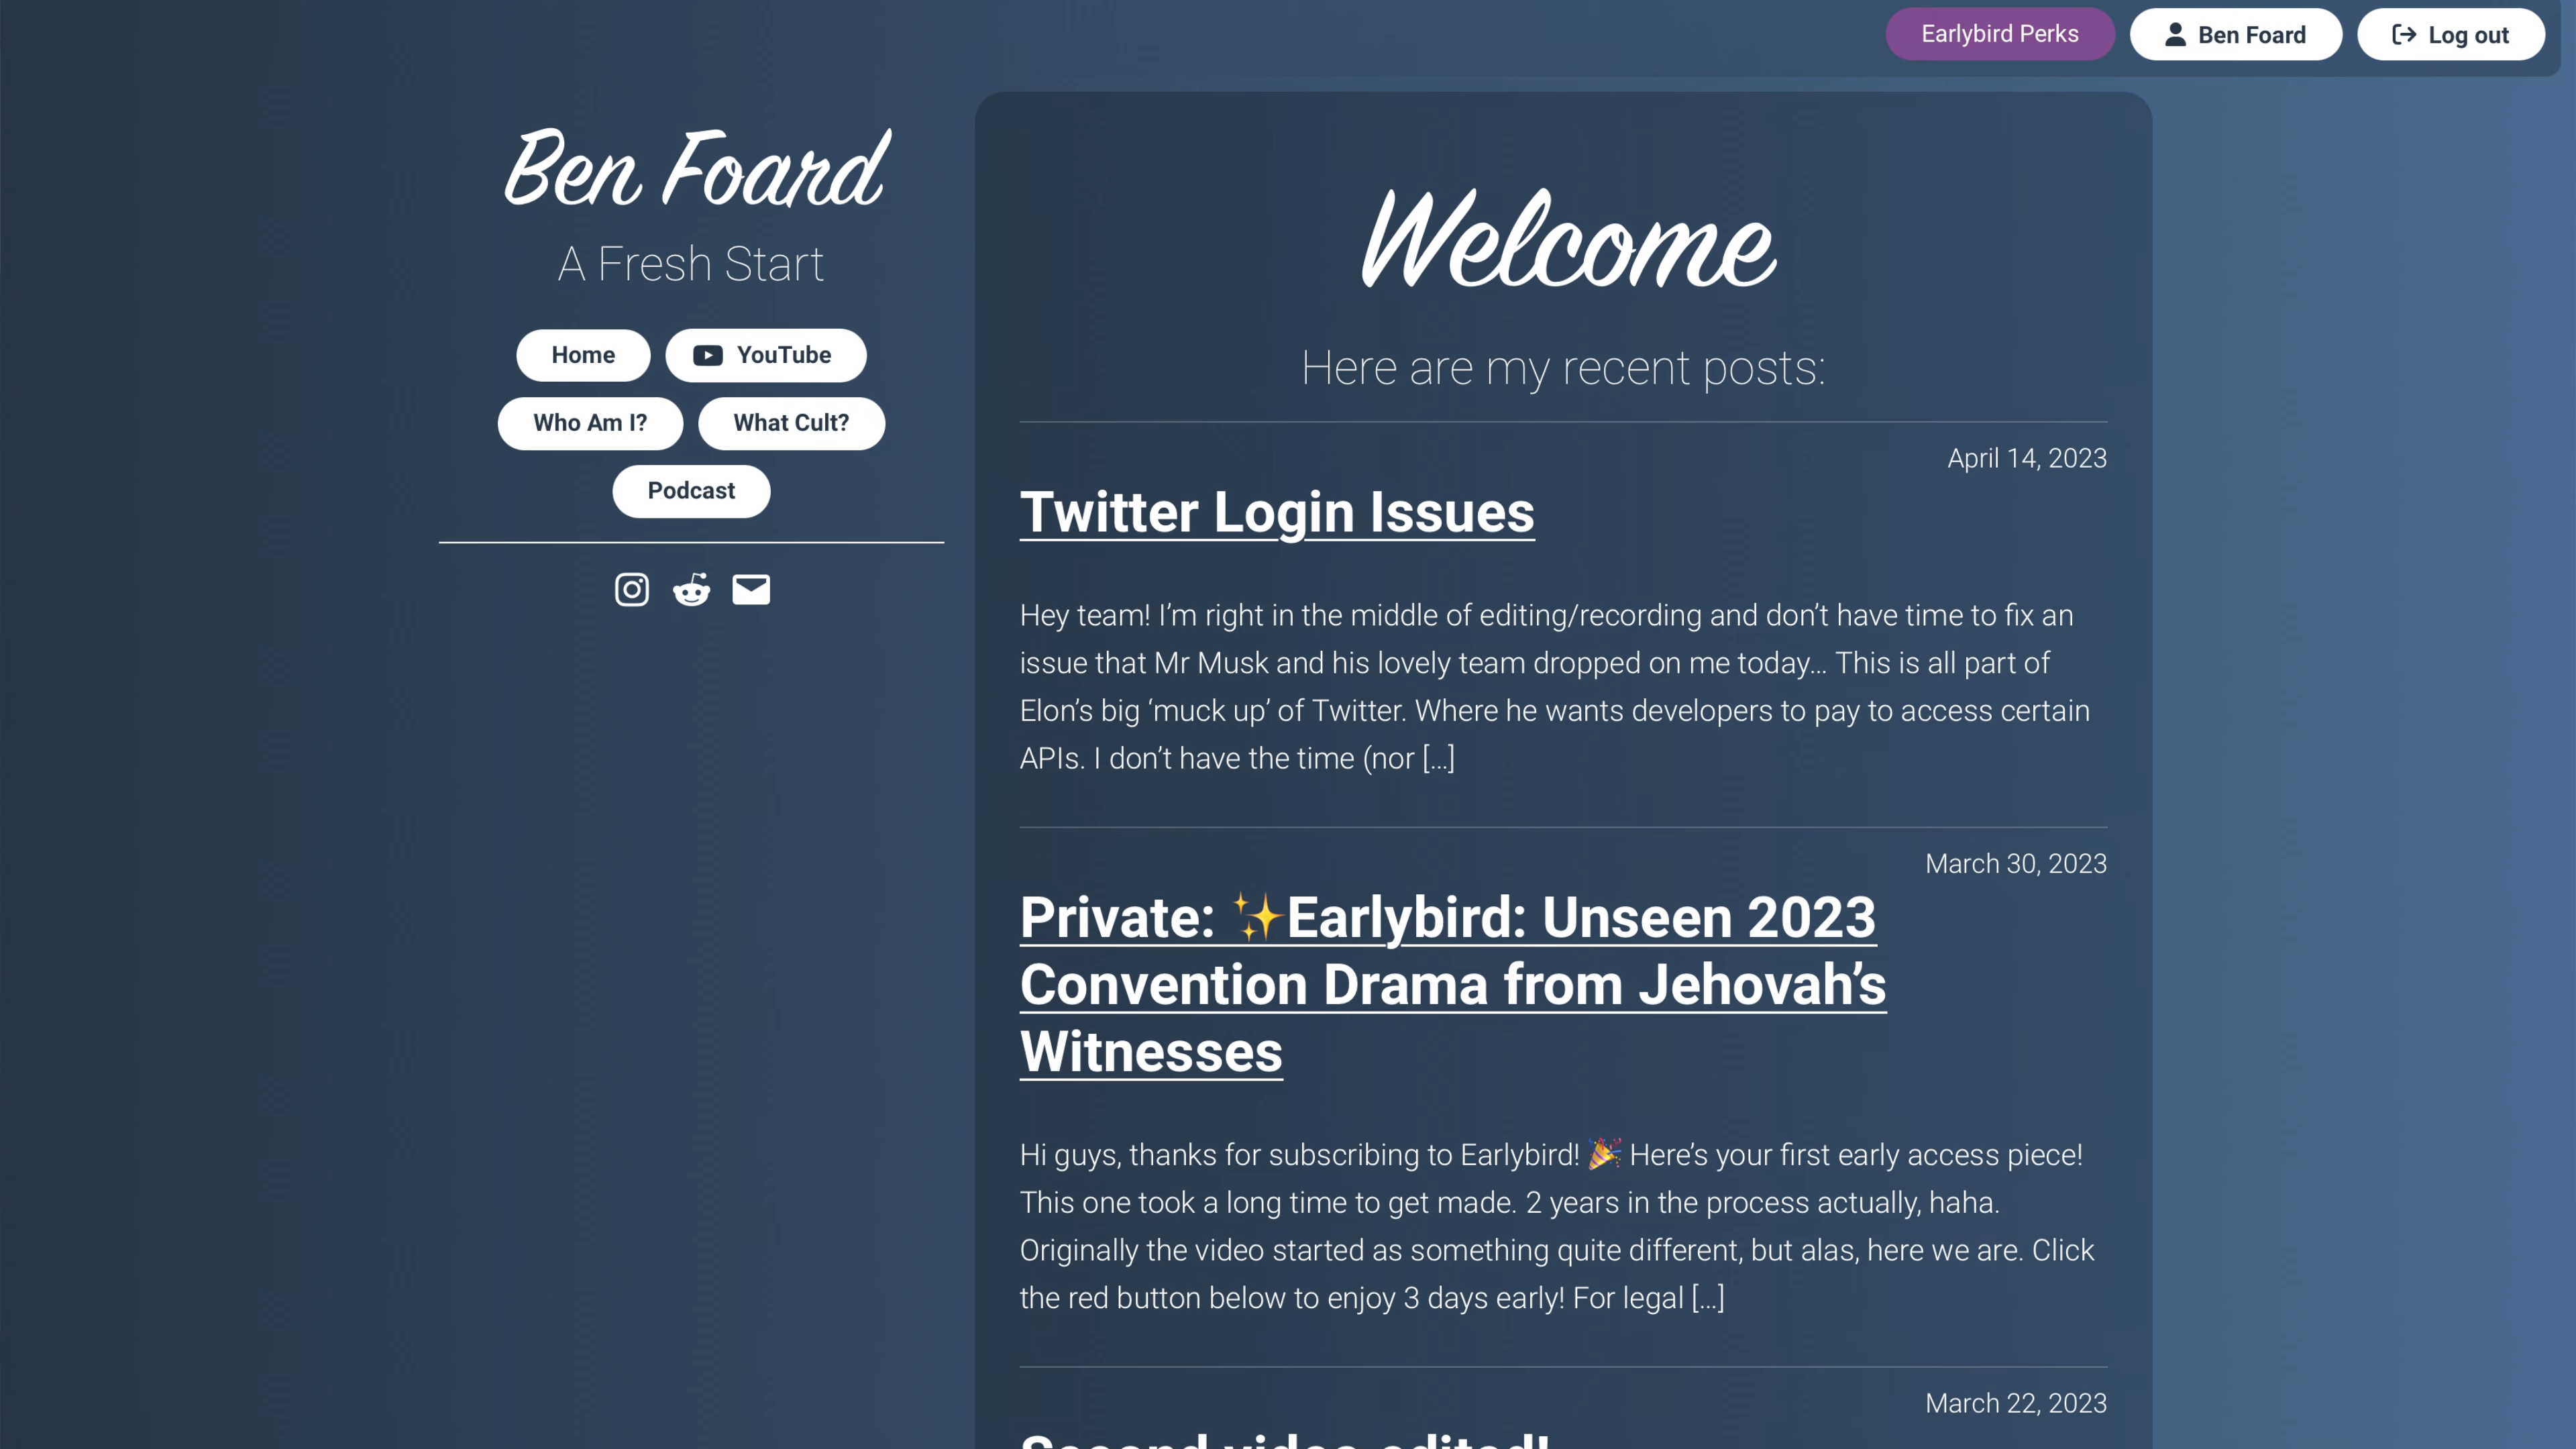 Earlybird Perks
Ben Foard
Log out
Ben Foard
A Fresh Start
Home
YouTube
Who Am I?
What Cult?
Podcast
Welcome
Here are my recent posts:
April 14, 2023
Twitter Login Issues
Hey team! I’m right in the middle of editing/recording and don’t have time to fix an
issue that Mr Musk and his lovely team dropped on me today… This is all part of
Elon’s big ‘muck up’ of Twitter. Where he wants developers to pay to access certain
APIs. I don’t have the time (nor […]
March 30, 2023
Private: ✨Earlybird: Unseen 2023
Convention Drama from Jehovah’s
Witnesses
Hi guys, thanks for subscribing to Earlybird! 🎉 Here’s your first early access piece!
This one took a long time to get made. 2 years in the process actually, haha.
Originally the video started as something quite different, but alas, here we are. Click
the red button below to enjoy 3 days early! For legal […]
March 22, 2023
Second video edited!